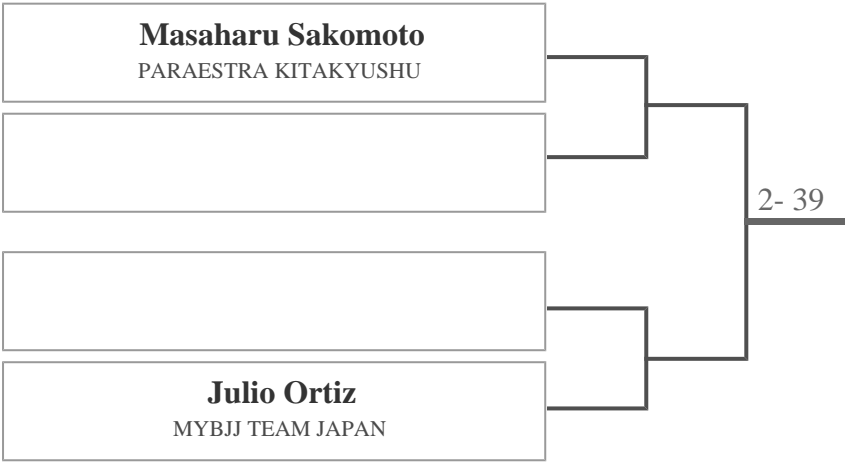 Masaharu Sakomoto
PARAESTRA KITAKYUSHU
2- 39
Julio Ortiz
MYBJJ TEAM JAPAN